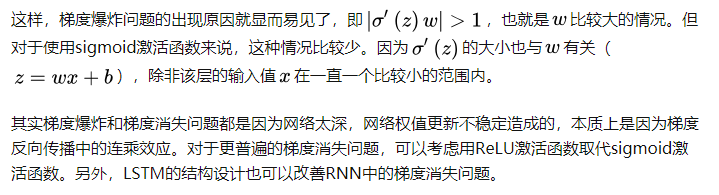 这样，梯度爆炸问题的出现原因就显而易见了，即 |σ′(z)w| > 1，也就是 w 比较大的情况。但
对于使用sigmoid激活函数来说，这种情况比较少。因为 σ′(z) 的大小也与 w 有关（
z = wx + b），除非该层的输入值 x 在一直一个比较小的范围内。
其实梯度爆炸和梯度消失问题都是因为网络太深，网络权值更新不稳定造成的，本质上是因为梯度
反向传播中的连乘效应。对于更普遍的梯度消失问题，可以考虑用ReLU激活函数取代sigmoid激
活函数。另外，LSTM的结构设计也可以改善RNN中的梯度消失问题。